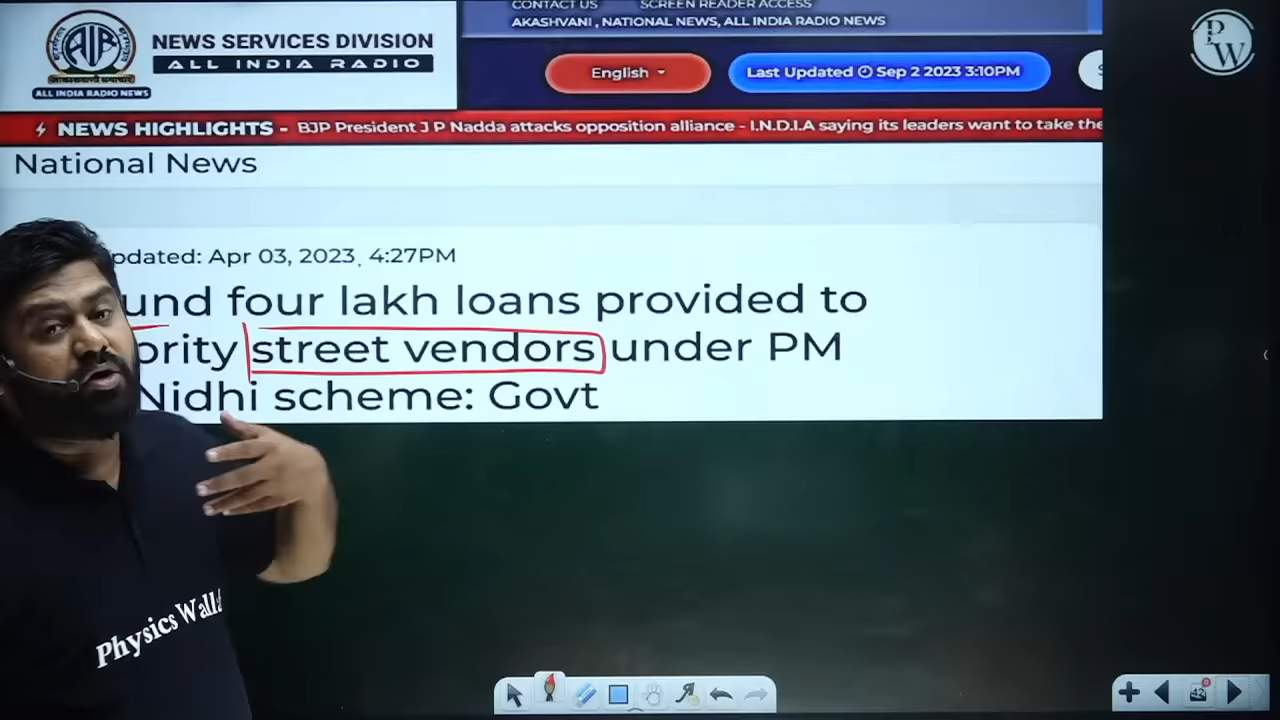 CONTACT US SCREEN READER ACCESS
AKASHVANI , NATIONAL NEWS, ALL INDIA RADIO NEWS
NEWS SERVICES DIVISION
ALL INDIA RADIO
AIR
ALL INDIA RADIO NEWS
English
Last Updated Sep 2 2023 3:10PM
S
NEWS HIGHLIGHTS - BJP President J P Nadda attacks opposition alliance - I.N.D.I.A saying its leaders want to take the
National News
pdated: Apr 03, 2023, 4:27PM
und four lakh loans provided to
ority street vendors under PM
Nidhi scheme: Govt
Physics Walla
P
W
42